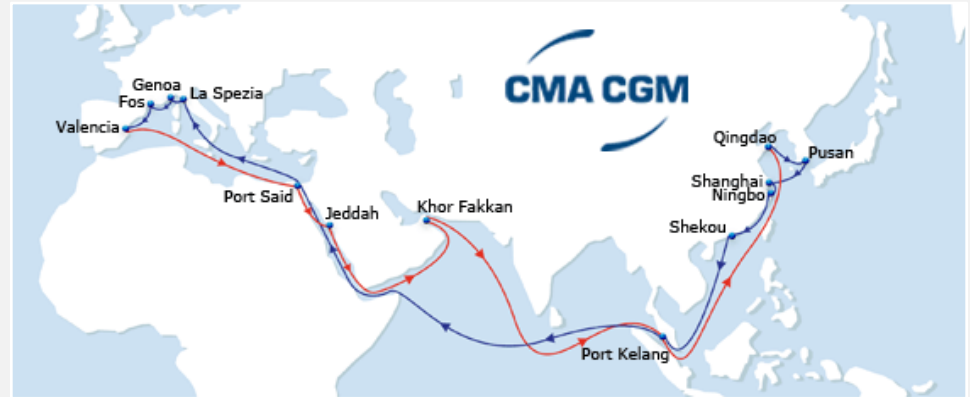 CMA CGM
Genoa
La Spezia
Fos
Valencia
Port Said
Jeddah
Khor Fakkan
Qingdao
Pusan
Shanghai
Ningbo
Shekou
Port Kelang